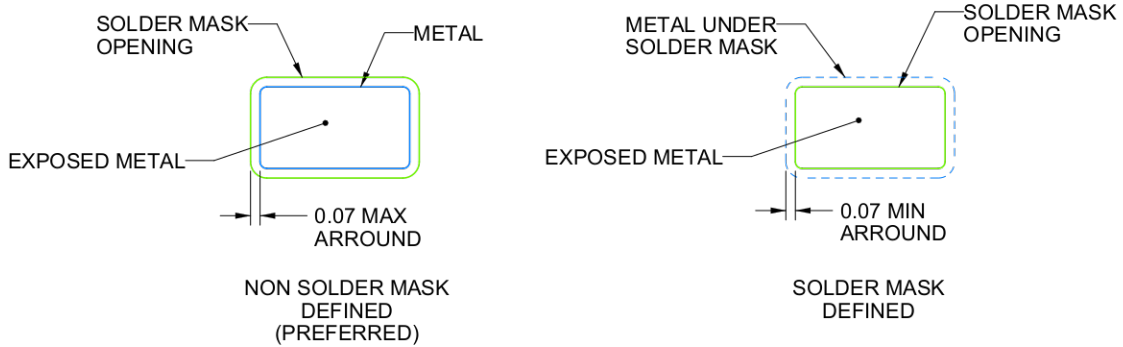 SOLDER MASK
OPENING
METAL
EXPOSED METAL
0.07 MAX
ARROUND
NON SOLDER MASK
DEFINED
(PREFERRED)
METAL UNDER
SOLDER MASK
SOLDER MASK
OPENING
EXPOSED METAL
0.07 MIN
ARROUND
SOLDER MASK
DEFINED